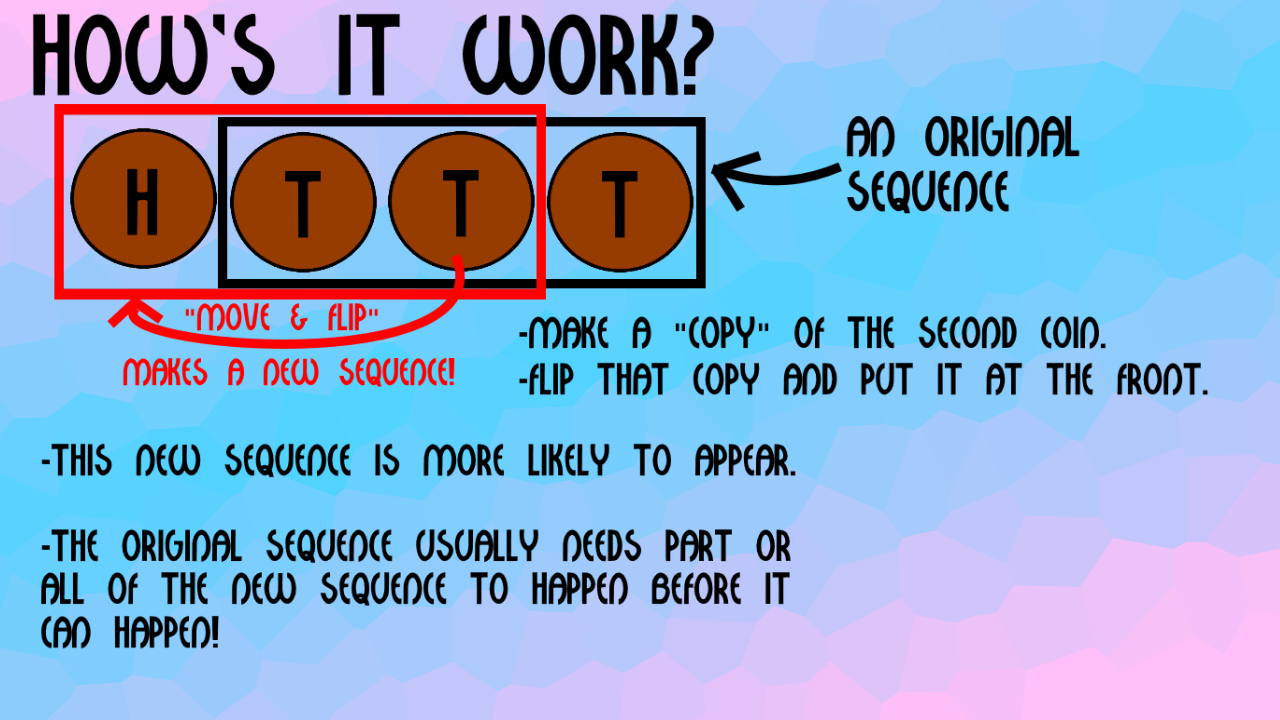 HOW'S IT WORK?
H T T T
AN ORIGINAL
SEQUENCE
"MOVE & FLIP"
MAKES A NEW SEQUENCE!
-MAKE A "COPY" OF THE SECOND COIN.
-FLIP THAT COPY AND PUT IT AT THE FRONT.
-THIS NEW SEQUENCE IS MORE LIKELY TO APPEAR.
-THE ORIGINAL SEQUENCE USUALLY NEEDS PART OR
ALL OF THE NEW SEQUENCE TO HAPPEN BEFORE IT
CAN HAPPEN!